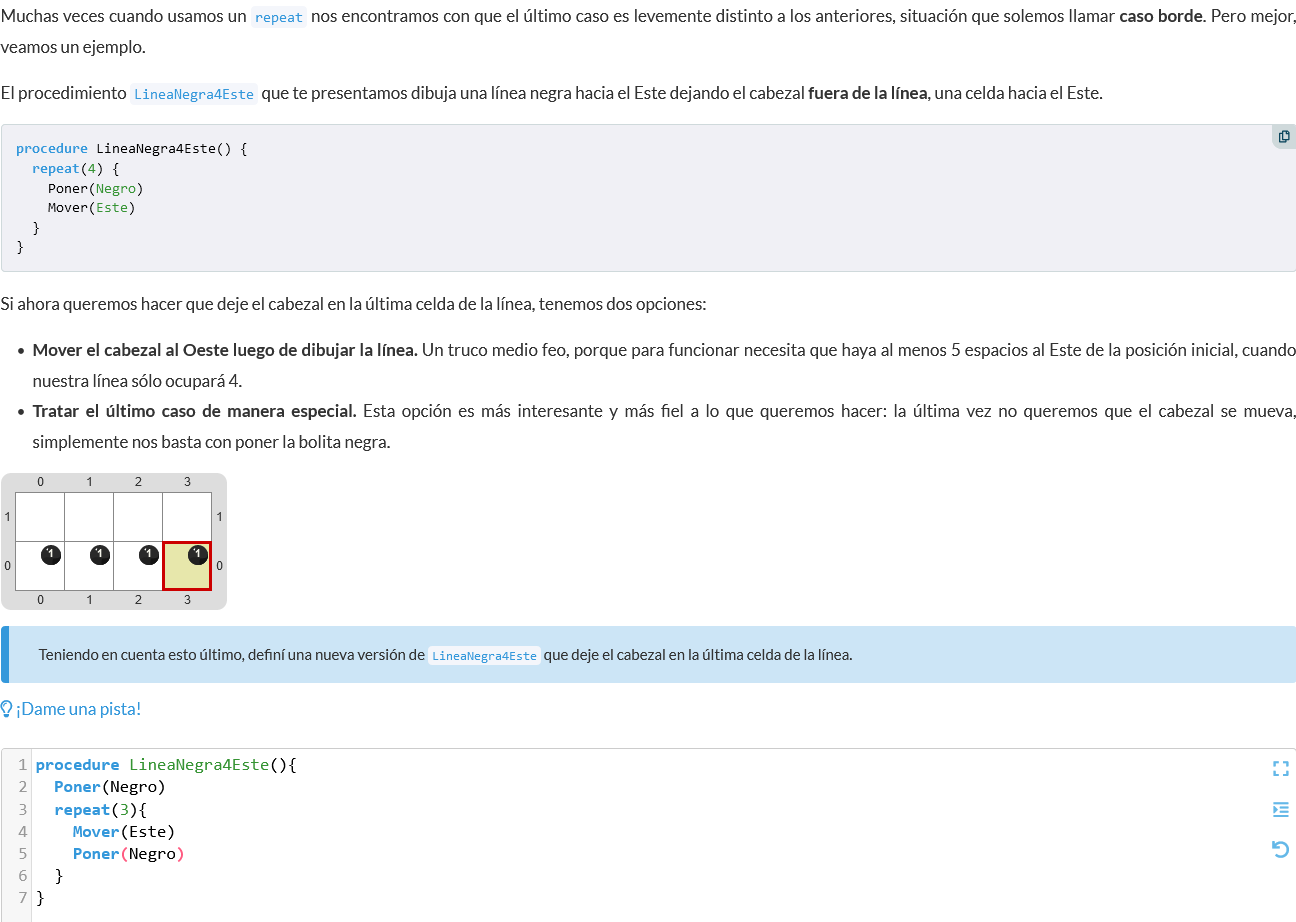 Muchas veces cuando usamos un repeat nos encontramos con que el último caso es levemente distinto a los anteriores, situación que solemos llamar caso borde. Pero mejor,
veamos un ejemplo.
El procedimiento LineaNegra4Este que te presentamos dibuja una línea negra hacia el Este dejando el cabezal fuera de la línea, una celda hacia el Este.
procedure LineaNegra4Este() {
  repeat(4) {
    Poner(Negro)
    Mover(Este)
  }
}
Si ahora queremos hacer que deje el cabezal en la última celda de la línea, tenemos dos opciones:
• Mover el cabezal al Oeste luego de dibujar la línea. Un truco medio feo, porque para funcionar necesita que haya al menos 5 espacios al Este de la posición inicial, cuando
nuestra línea sólo ocupará 4.
• Tratar el último caso de manera especial. Esta opción es más interesante y más fiel a lo que queremos hacer: la última vez no queremos que el cabezal se mueva,
simplemente nos basta con poner la bolita negra.
0 1 2 3
1 1
0 1 1 1 1 0
0 1 2 3
Teniendo en cuenta esto último, definí una nueva versión de LineaNegra4Este que deje el cabezal en la última celda de la línea.
¡Dame una pista!
1 procedure LineaNegra4Este(){
2   Poner(Negro)
3   repeat(3){
4     Mover(Este)
5     Poner(Negro)
6   }
7 }